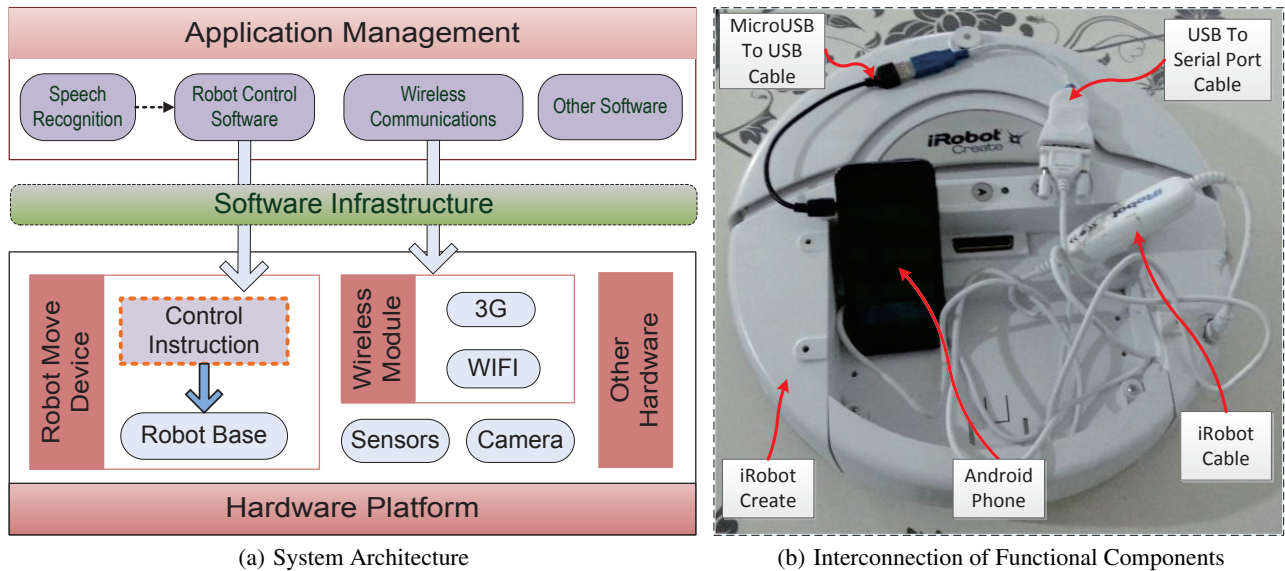 Application Management
Speech
Recognition
Robot Control
Software
Wireless
Communications
Other Software
Software Infrastructure
Robot Move
Device
Control
Instruction
Robot Base
Wireless
Module
3G
WIFI
Sensors
Camera
Other
Hardware
Hardware Platform
(a) System Architecture
MicroUSB
To USB
Cable
USB To
Serial Port
Cable
iRobot
Create
iRobot
iRobot
Create
Android
Phone
iRobot
Cable
(b) Interconnection of Functional Components